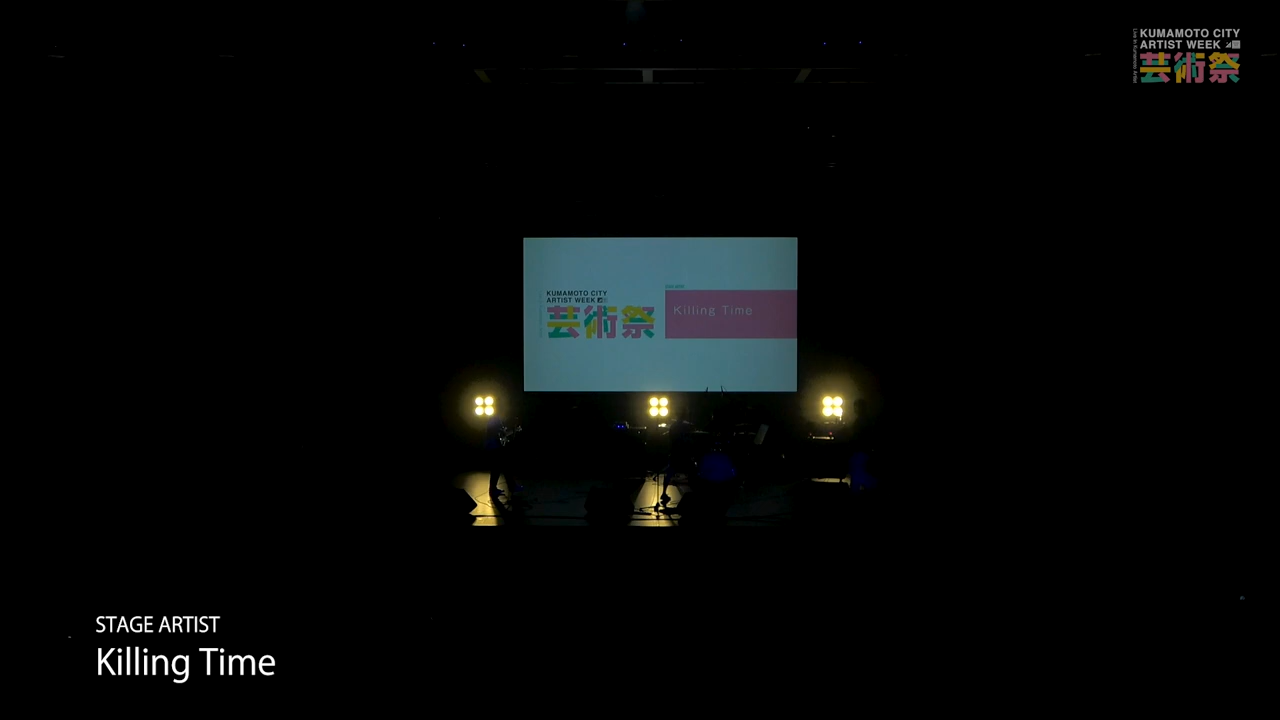 KUMAMOTO CITY
ARTIST WEEK
芸術祭
KUMAMOTO CITY
ARTIST WEEK
芸術祭
Killing Time
STAGE ARTIST
Killing Time